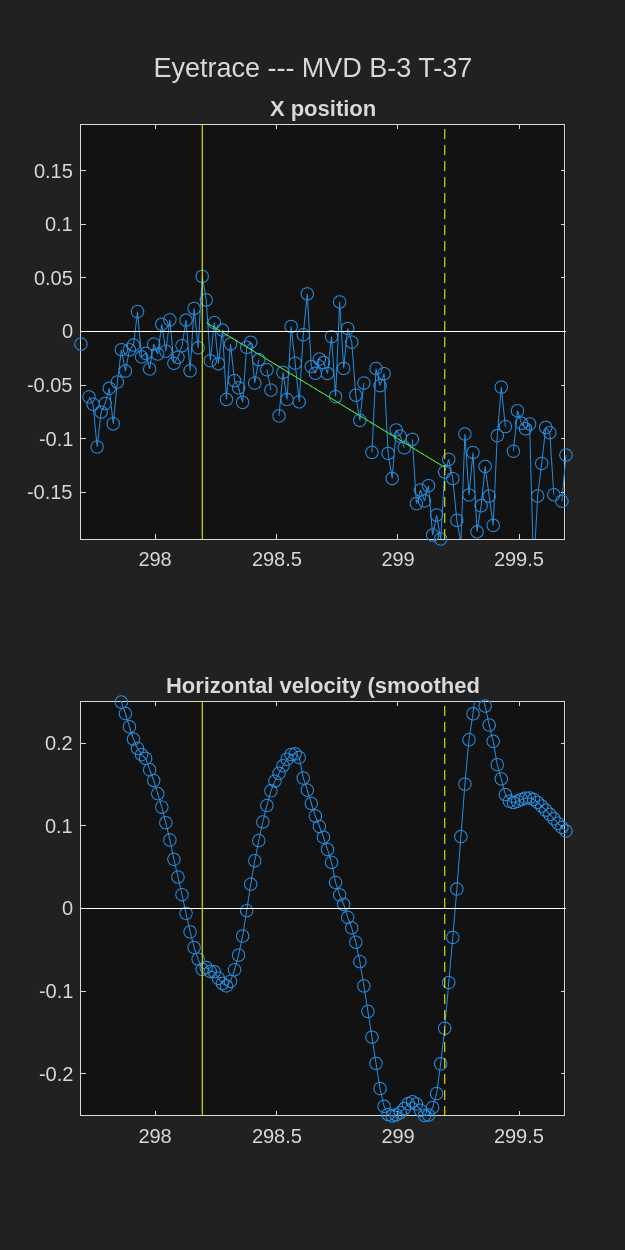 Eyetrace --- MVD B-3 T-37
X position
0.15
0.1
0.05
0
-0.05
-0.1
-0.15
298 298.5 299 299.5
Horizontal velocity (smoothed
0.2
0.1
0
-0.1
-0.2
298 298.5 299 299.5